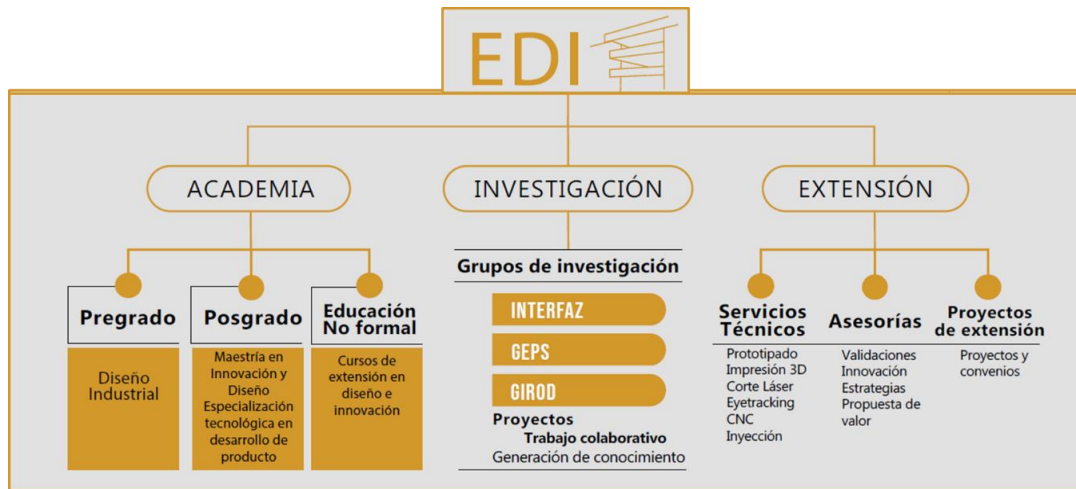 EDI
ACADEMIA
INVESTIGACIÓN
EXTENSIÓN
Pregrado
Diseño
Industrial
Posgrado
Maestría en
Innovación y
Diseño
Especialización
tecnológica en
desarrollo de
producto
Educación
No formal
Cursos de
extensión en
diseño e
innovación
Grupos de investigación
INTERFAZ
GEPS
GIROD
Proyectos
Trabajo colaborativo
Generación de conocimiento
Servicios
Técnicos
Prototipado
Impresión 3D
Corte Láser
Eyetracking
CNC
Inyección
Asesorías
Validaciones
Innovación
Estrategias
Propuesta de
valor
Proyectos
de extensión
Proyectos y
convenios